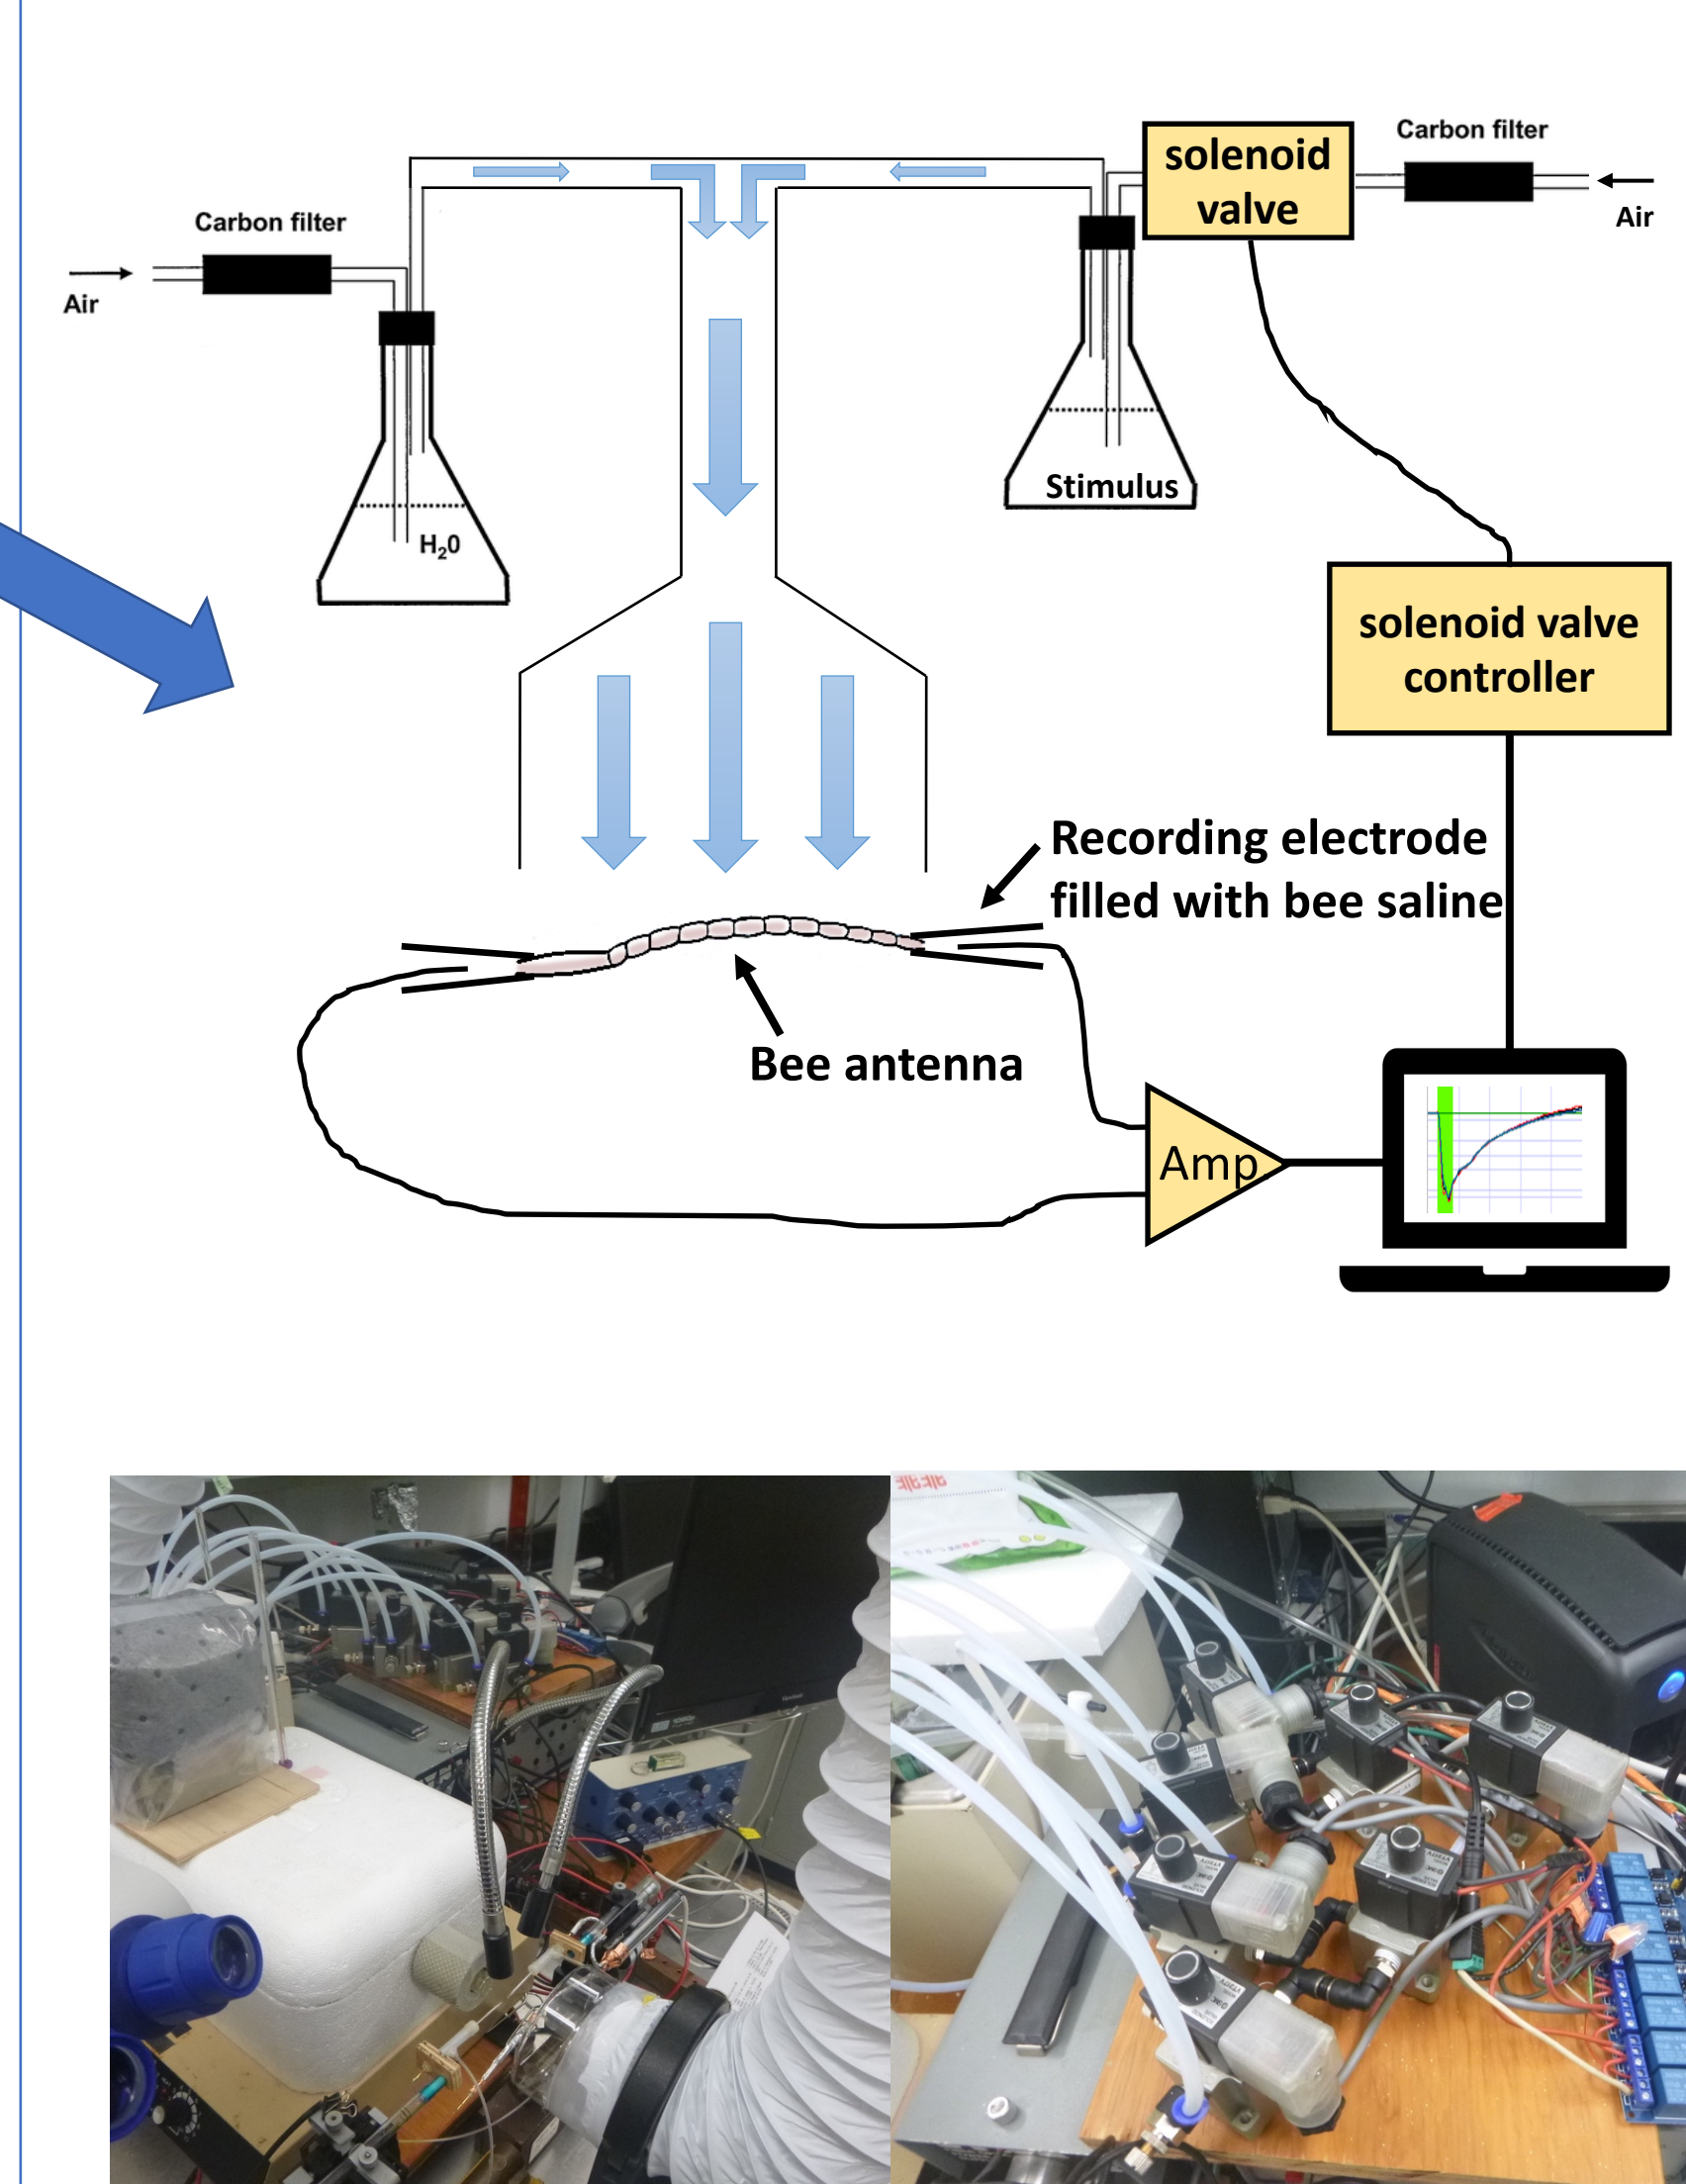 Carbon filter
Air
H₂0
solenoid
valve
Carbon filter
Air
Stimulus
solenoid valve
controller
Recording electrode
filled with bee saline
Bee antenna
Amp